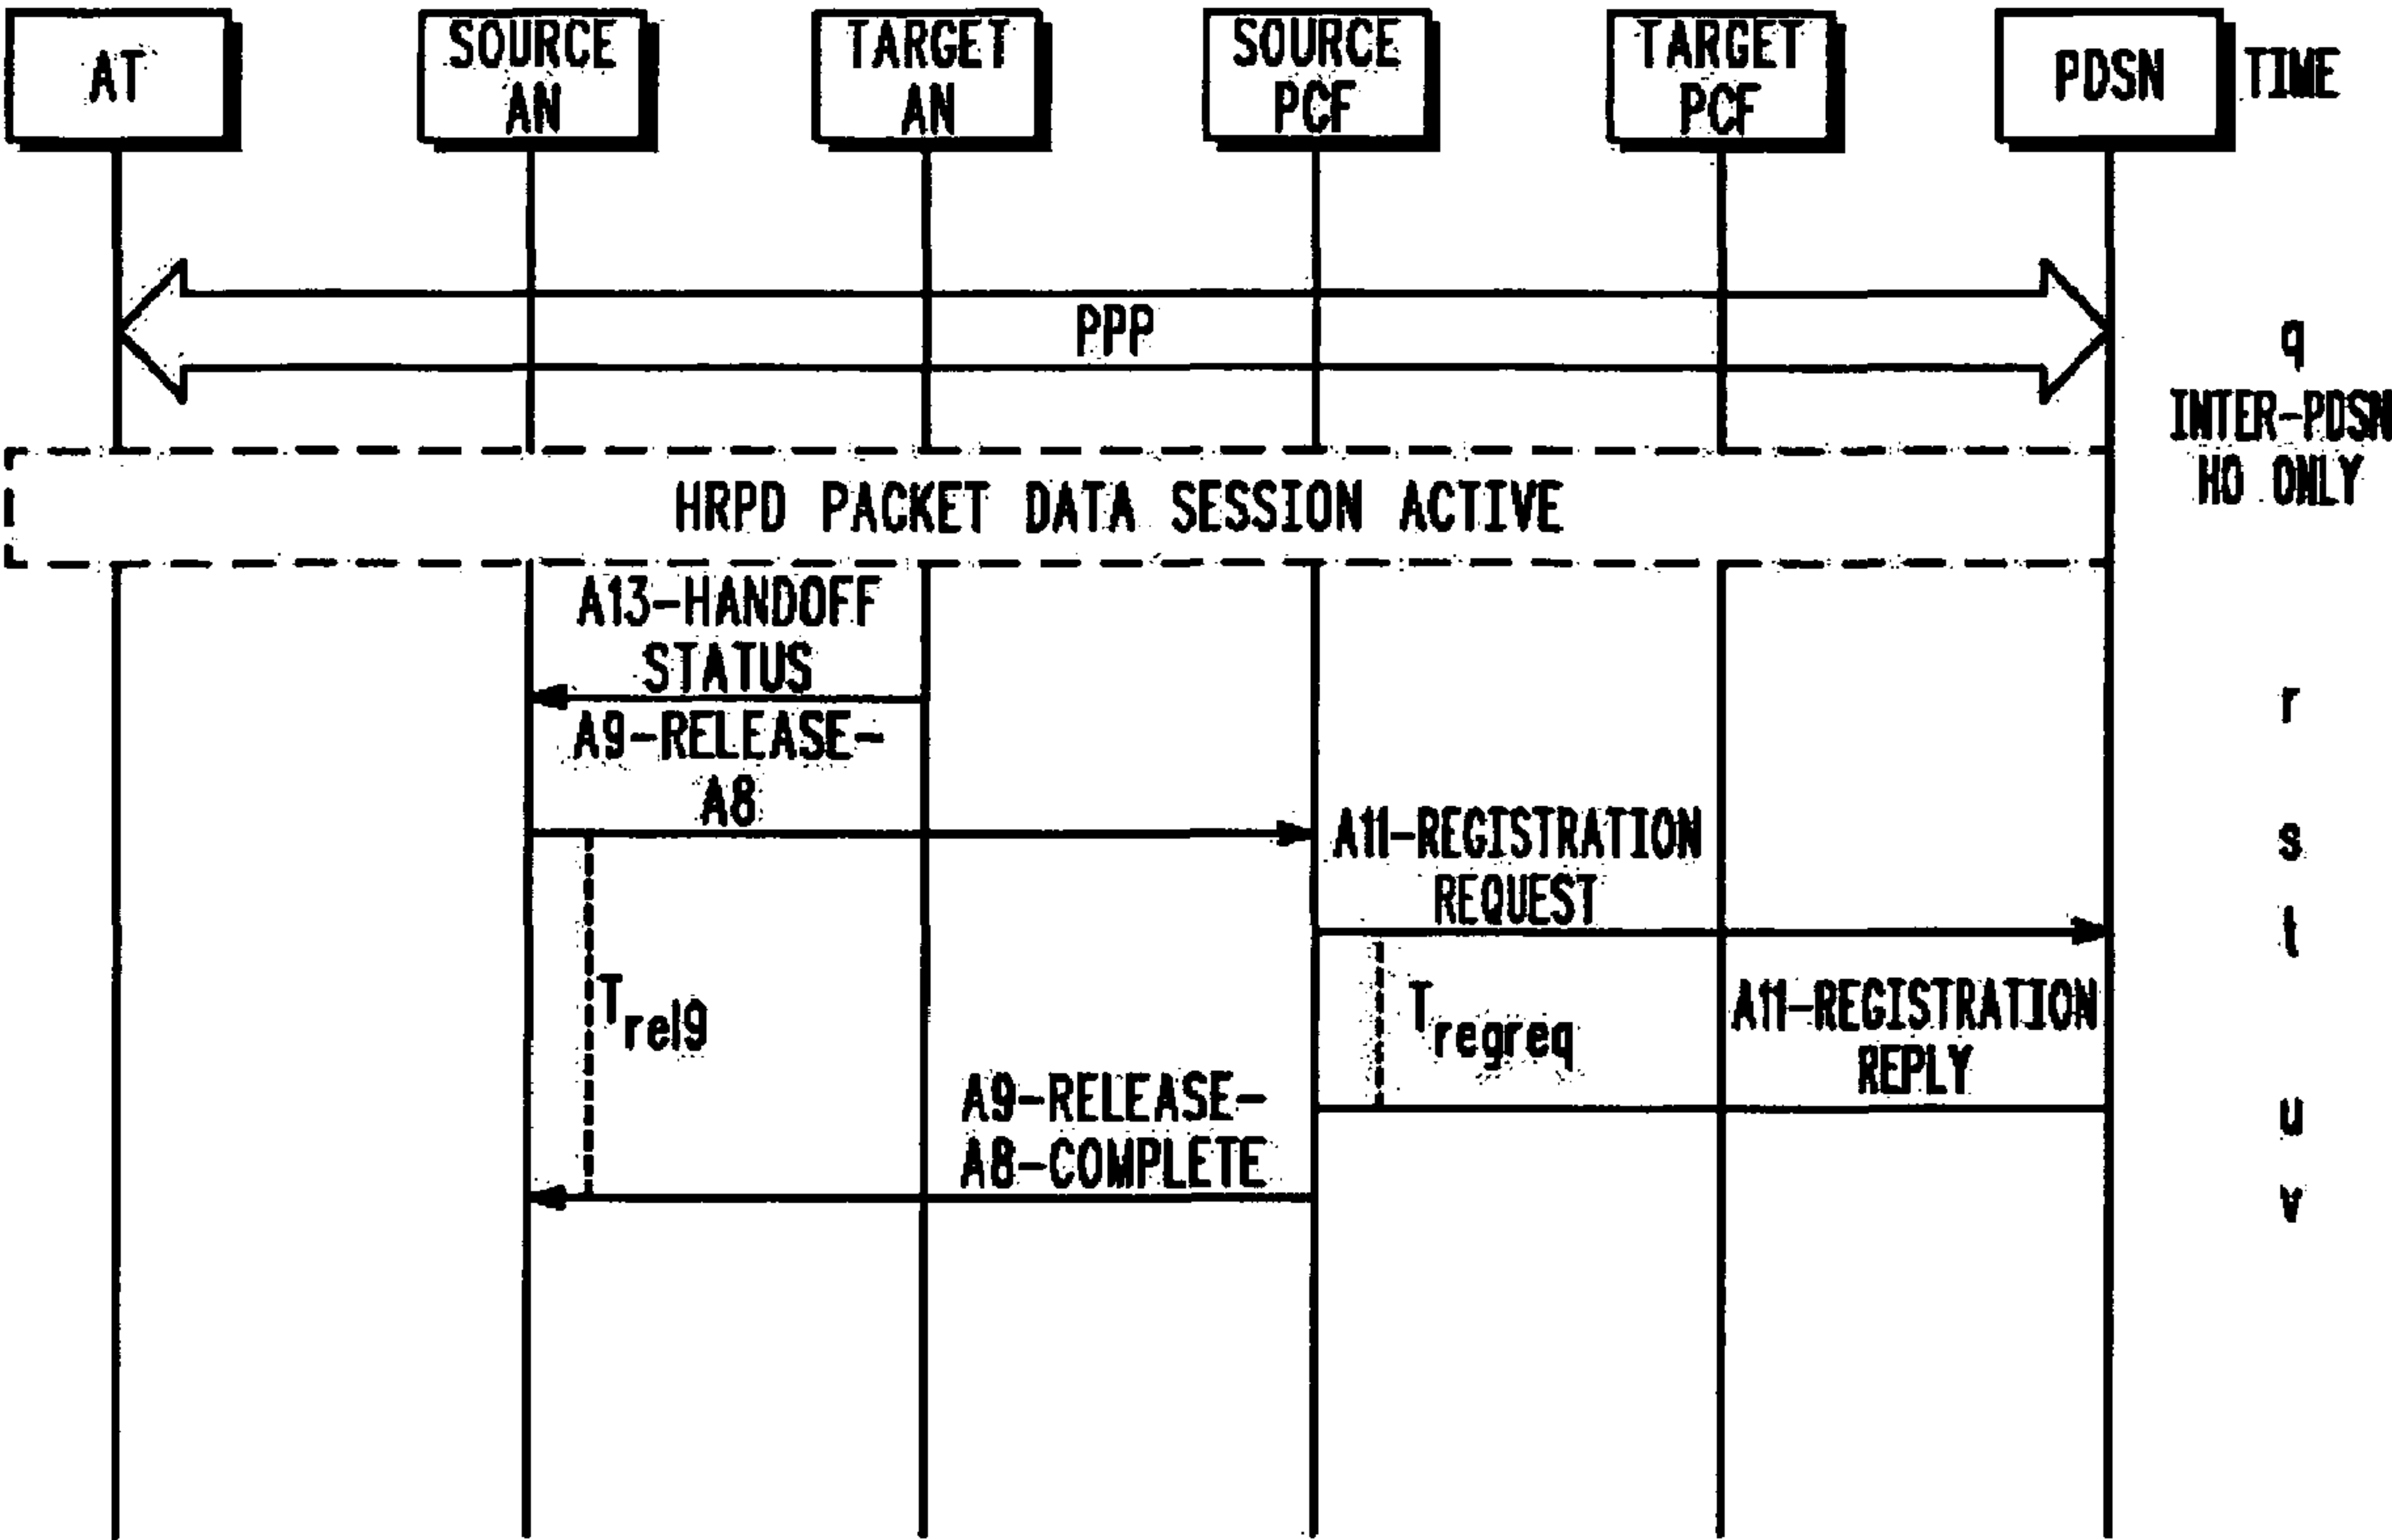 AT
SOURCE
AN
TARGET
AN
SOURCE
PCF
TARGET
PCF
PDSN
TIME
PPP
q
INTER-PDSN
HO ONLY
HRPD PACKET DATA SESSION ACTIVE
A13-HANDOFF
STATUS
r
A9-RELEASE-
A8
s
A11-REGISTRATION
REQUEST
t
Trel9
Tregreq
A11-REGISTRATION
REPLY
u
A9-RELEASE-
A8-COMPLETE
v